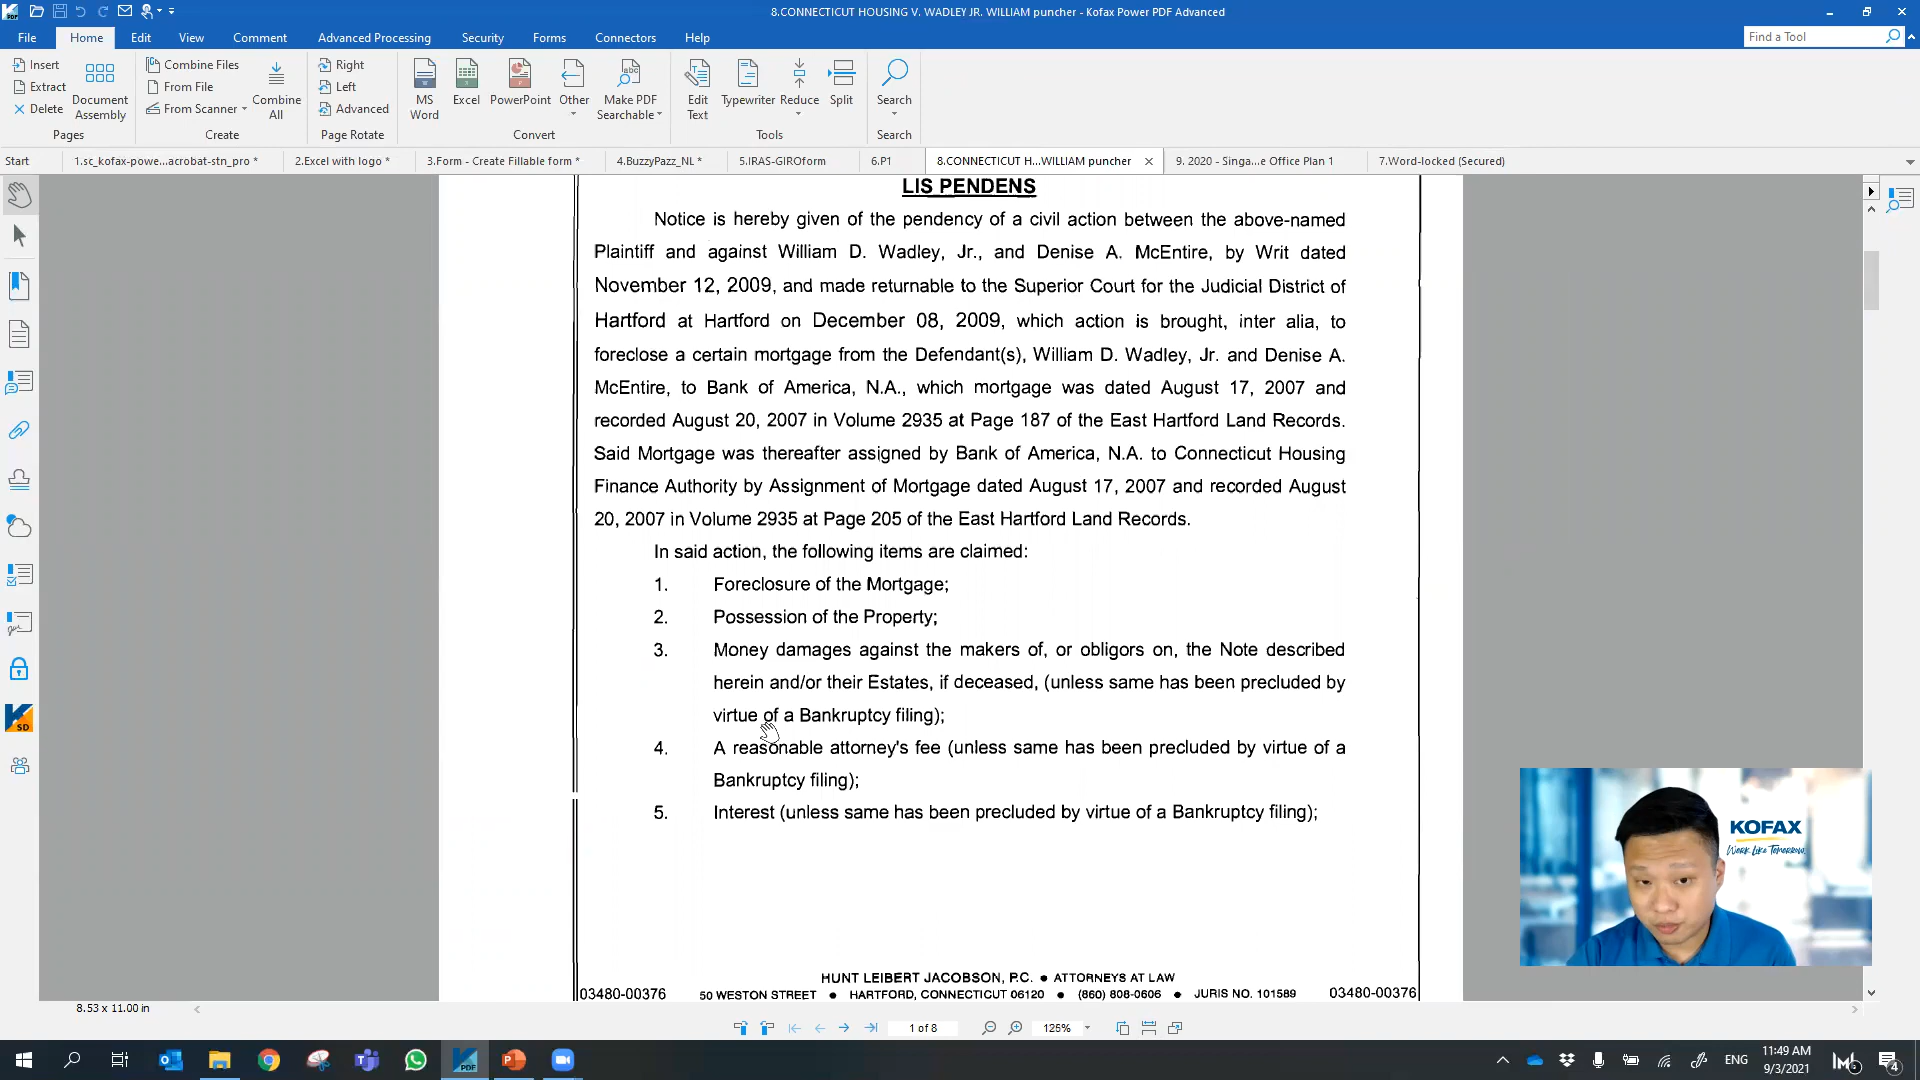 8.CONNECTICUT HOUSING V. WADLEY JR. WILLIAM puncher - Kofax Power PDF Advanced
File Home Edit View Comment Advanced Processing Security Forms Connectors Help
Find a Tool
Insert
Extract
Delete
Document Assembly
Pages
Combine Files
From File
From Scanner
Combine All
Create
Right
Left
Advanced
Page Rotate
MS Word
Excel
PowerPoint
Other
Make PDF Searchable
Convert
Edit Text
Typewriter
Reduce
Split
Tools
Search
Search
Start 1.sc_kofax-powe...acrobat-stn_pro * 2.Excel with logo * 3.Form - Create Fillable form * 4.BuzzyPazz_NL * 5.IRAS-GIROform 6.P1 8.CONNECTICUT H...WILLIAM puncher 9. 2020 - Singa...e Office Plan 1 7.Word-locked (Secured)
LIS PENDENS
Notice is hereby given of the pendency of a civil action between the above-named
Plaintiff and against William D. Wadley, Jr., and Denise A. McEntire, by Writ dated
November 12, 2009, and made returnable to the Superior Court for the Judicial District of
Hartford at Hartford on December 08, 2009, which action is brought, inter alia, to
foreclose a certain mortgage from the Defendant(s), William D. Wadley, Jr. and Denise A.
McEntire, to Bank of America, N.A., which mortgage was dated August 17, 2007 and
recorded August 20, 2007 in Volume 2935 at Page 187 of the East Hartford Land Records.
Said Mortgage was thereafter assigned by Bank of America, N.A. to Connecticut Housing
Finance Authority by Assignment of Mortgage dated August 17, 2007 and recorded August
20, 2007 in Volume 2935 at Page 205 of the East Hartford Land Records.
In said action, the following items are claimed:
1. Foreclosure of the Mortgage;
2. Possession of the Property;
3. Money damages against the makers of, or obligors on, the Note described
herein and/or their Estates, if deceased, (unless same has been precluded by
virtue of a Bankruptcy filing);
4. A reasonable attorney's fee (unless same has been precluded by virtue of a
Bankruptcy filing);
5. Interest (unless same has been precluded by virtue of a Bankruptcy filing);
HUNT LEIBERT JACOBSON, P.C. ● ATTORNEYS AT LAW
03480-00376 50 WESTON STREET ● HARTFORD, CONNECTICUT 06120 ● (860) 808-0606 ● JURIS NO. 101589 03480-00376
KOFAX
Work Like Tomorrow.
8.53 x 11.00 in
1 of 8
125%
ENG
11:49 AM
9/3/2021
4